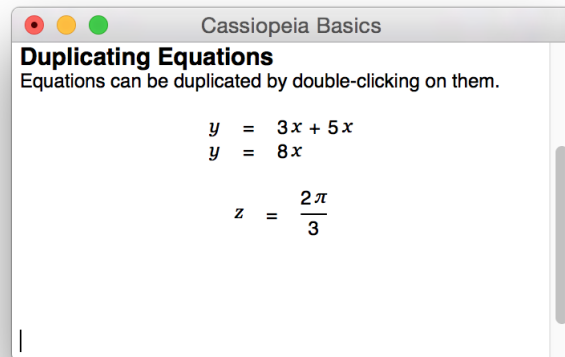 Cassiopeia Basics
Duplicating Equations
Equations can be duplicated by double-clicking on them.
y = 3x + 5x
y = 8x
z = 2π
3